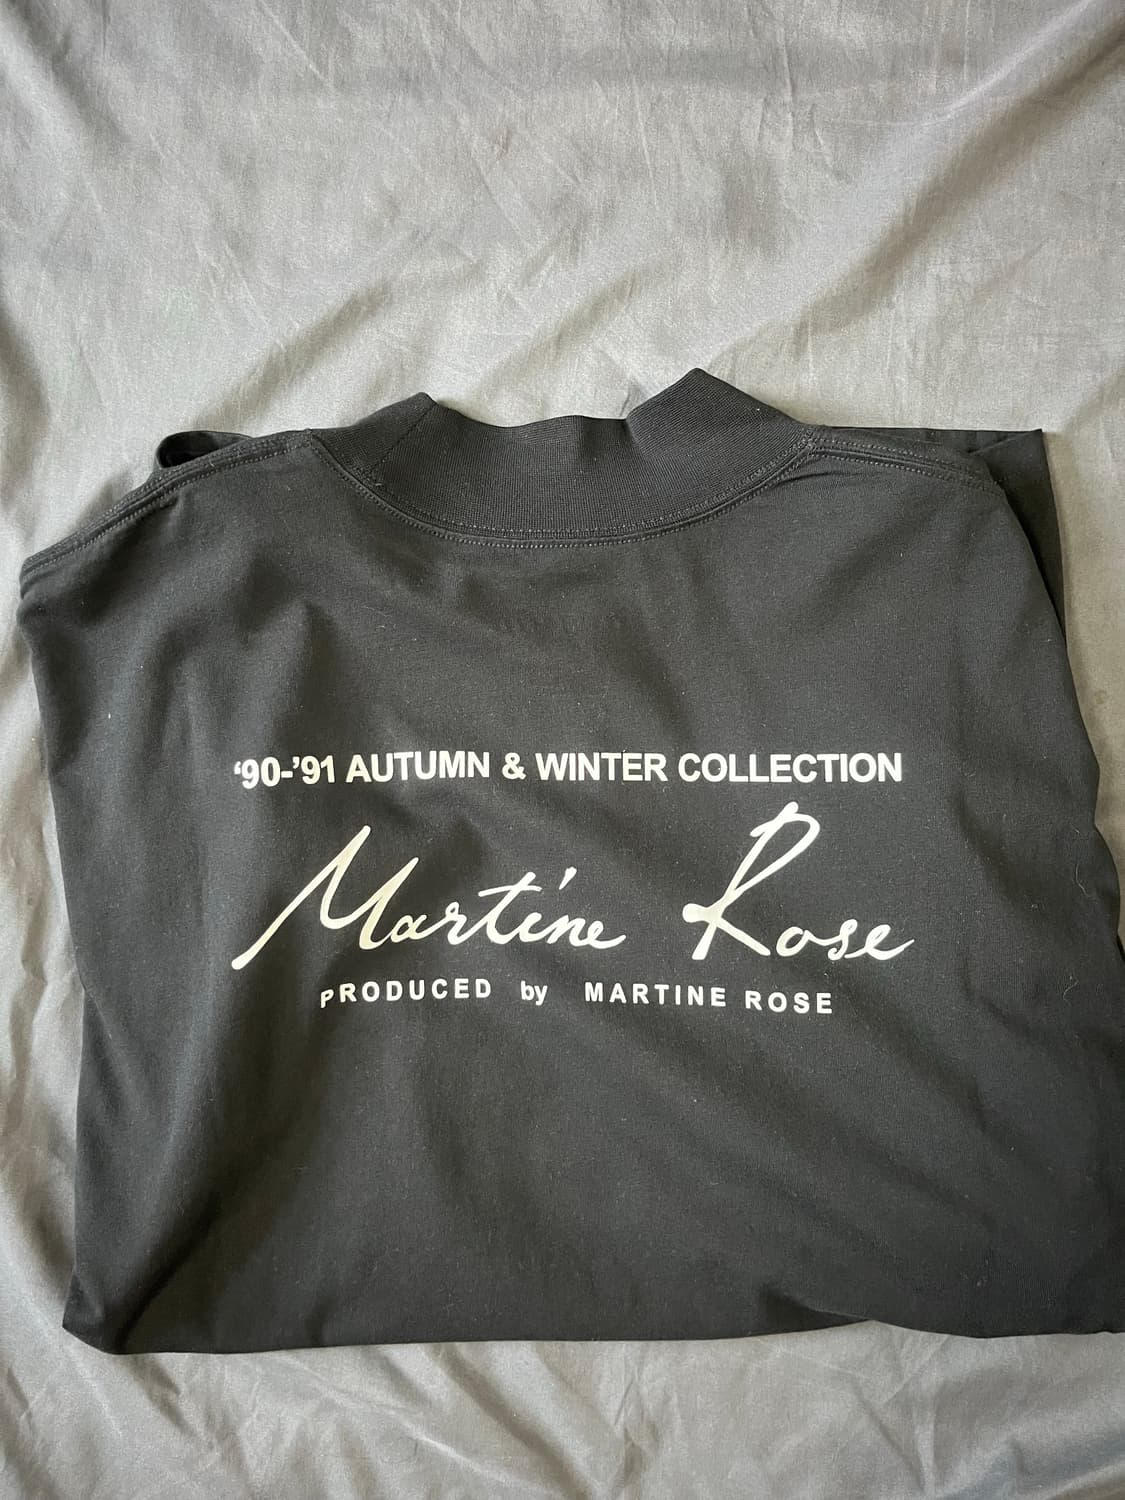 ‘90-’91 AUTUMN & WINTER COLLECTION
Martine Rose
PRODUCED by MARTINE ROSE